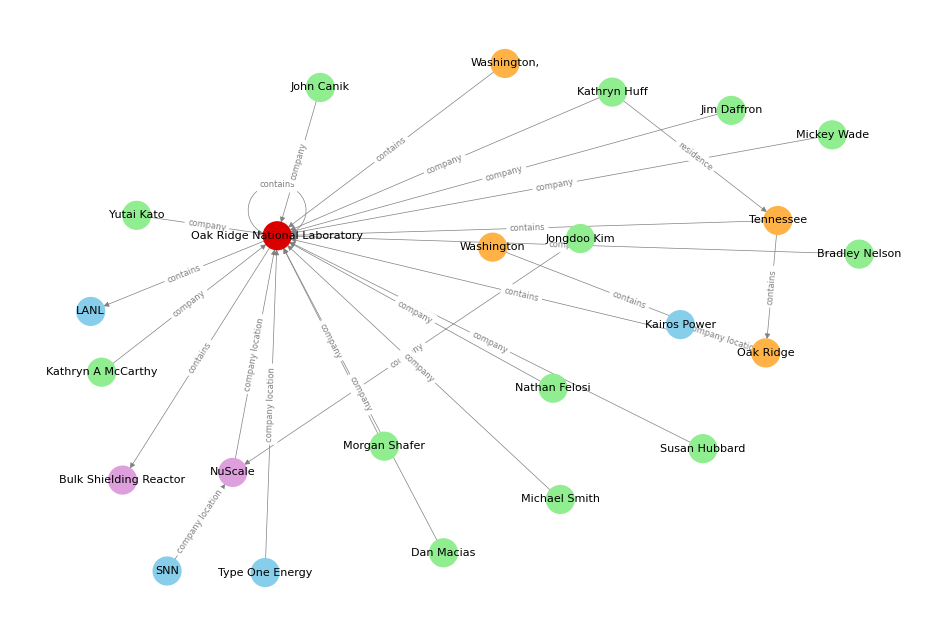 Washington,
John Canik
Kathryn Huff
Jim Daffron
Mickey Wade
contains
residence
company
company
company
company
contains
Yutai Kato
Tennessee
company
contains
Oak Ridge National Laboratory
Jongdoo Kim
Washington
Bradley Nelson
contains
contains
contains
company
LANL
company
Kairos Power
contains
company location
company
company
Oak Ridge
contains
company location
company
Kathryn A McCarthy
Nathan Felosi
company
company location
Morgan Shafer
Susan Hubbard
NuScale
Bulk Shielding Reactor
Michael Smith
company location
Dan Macias
SNN
Type One Energy